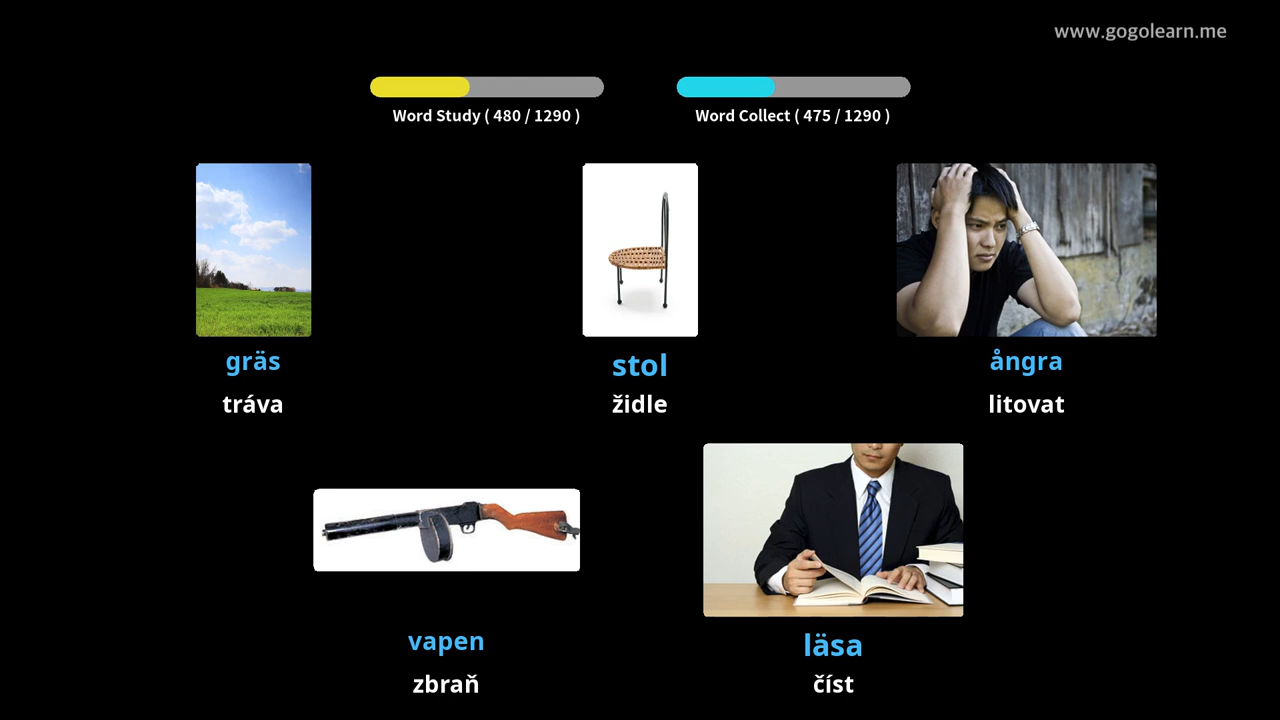 www.gogolearn.me
Word Study ( 480 / 1290 )
Word Collect ( 475 / 1290 )
gräs
stol
ångra
tráva
židle
litovat
vapen
läsa
zbraň
číst